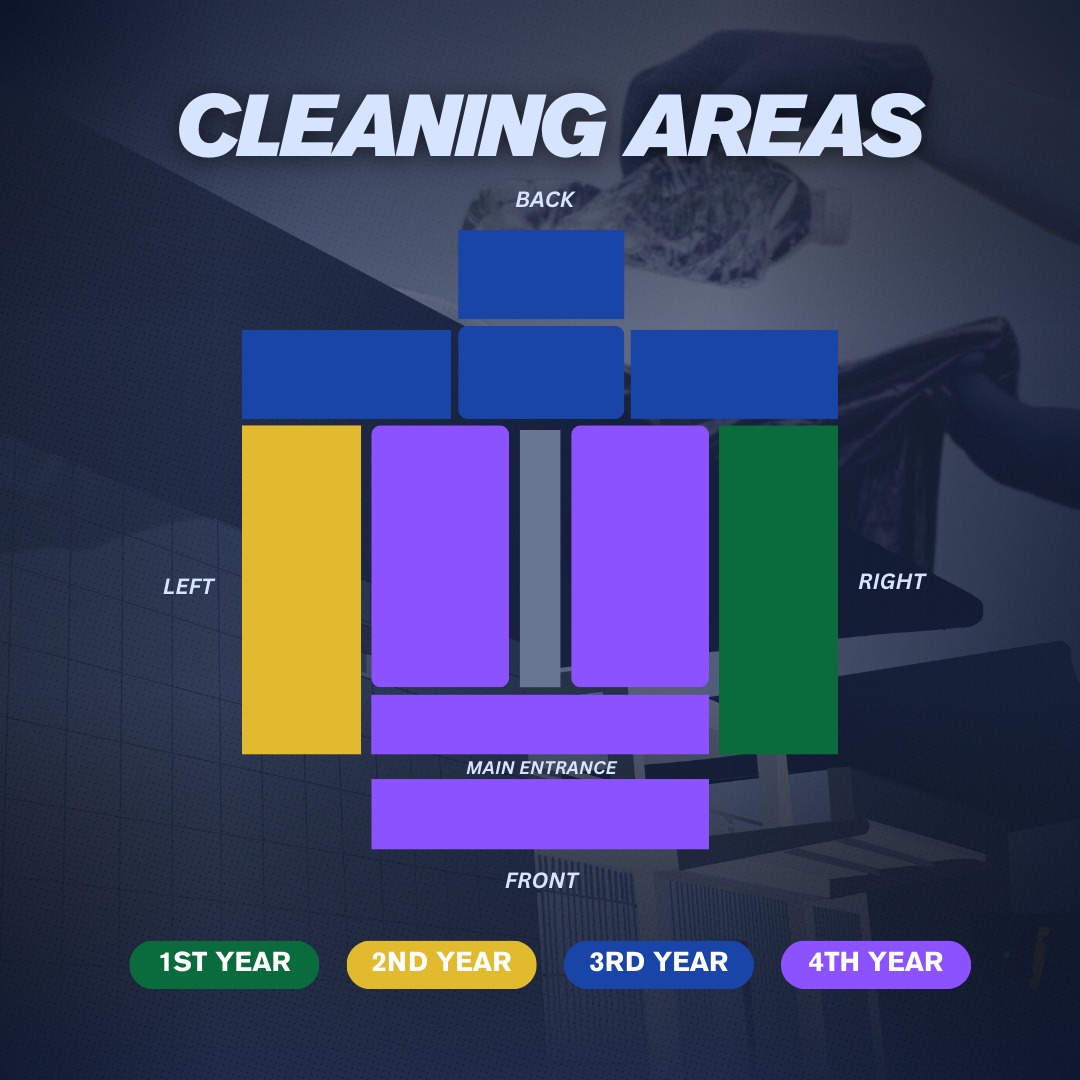 CLEANING AREAS
BACK
LEFT
RIGHT
MAIN ENTRANCE
FRONT
1ST YEAR
2ND YEAR
3RD YEAR
4TH YEAR